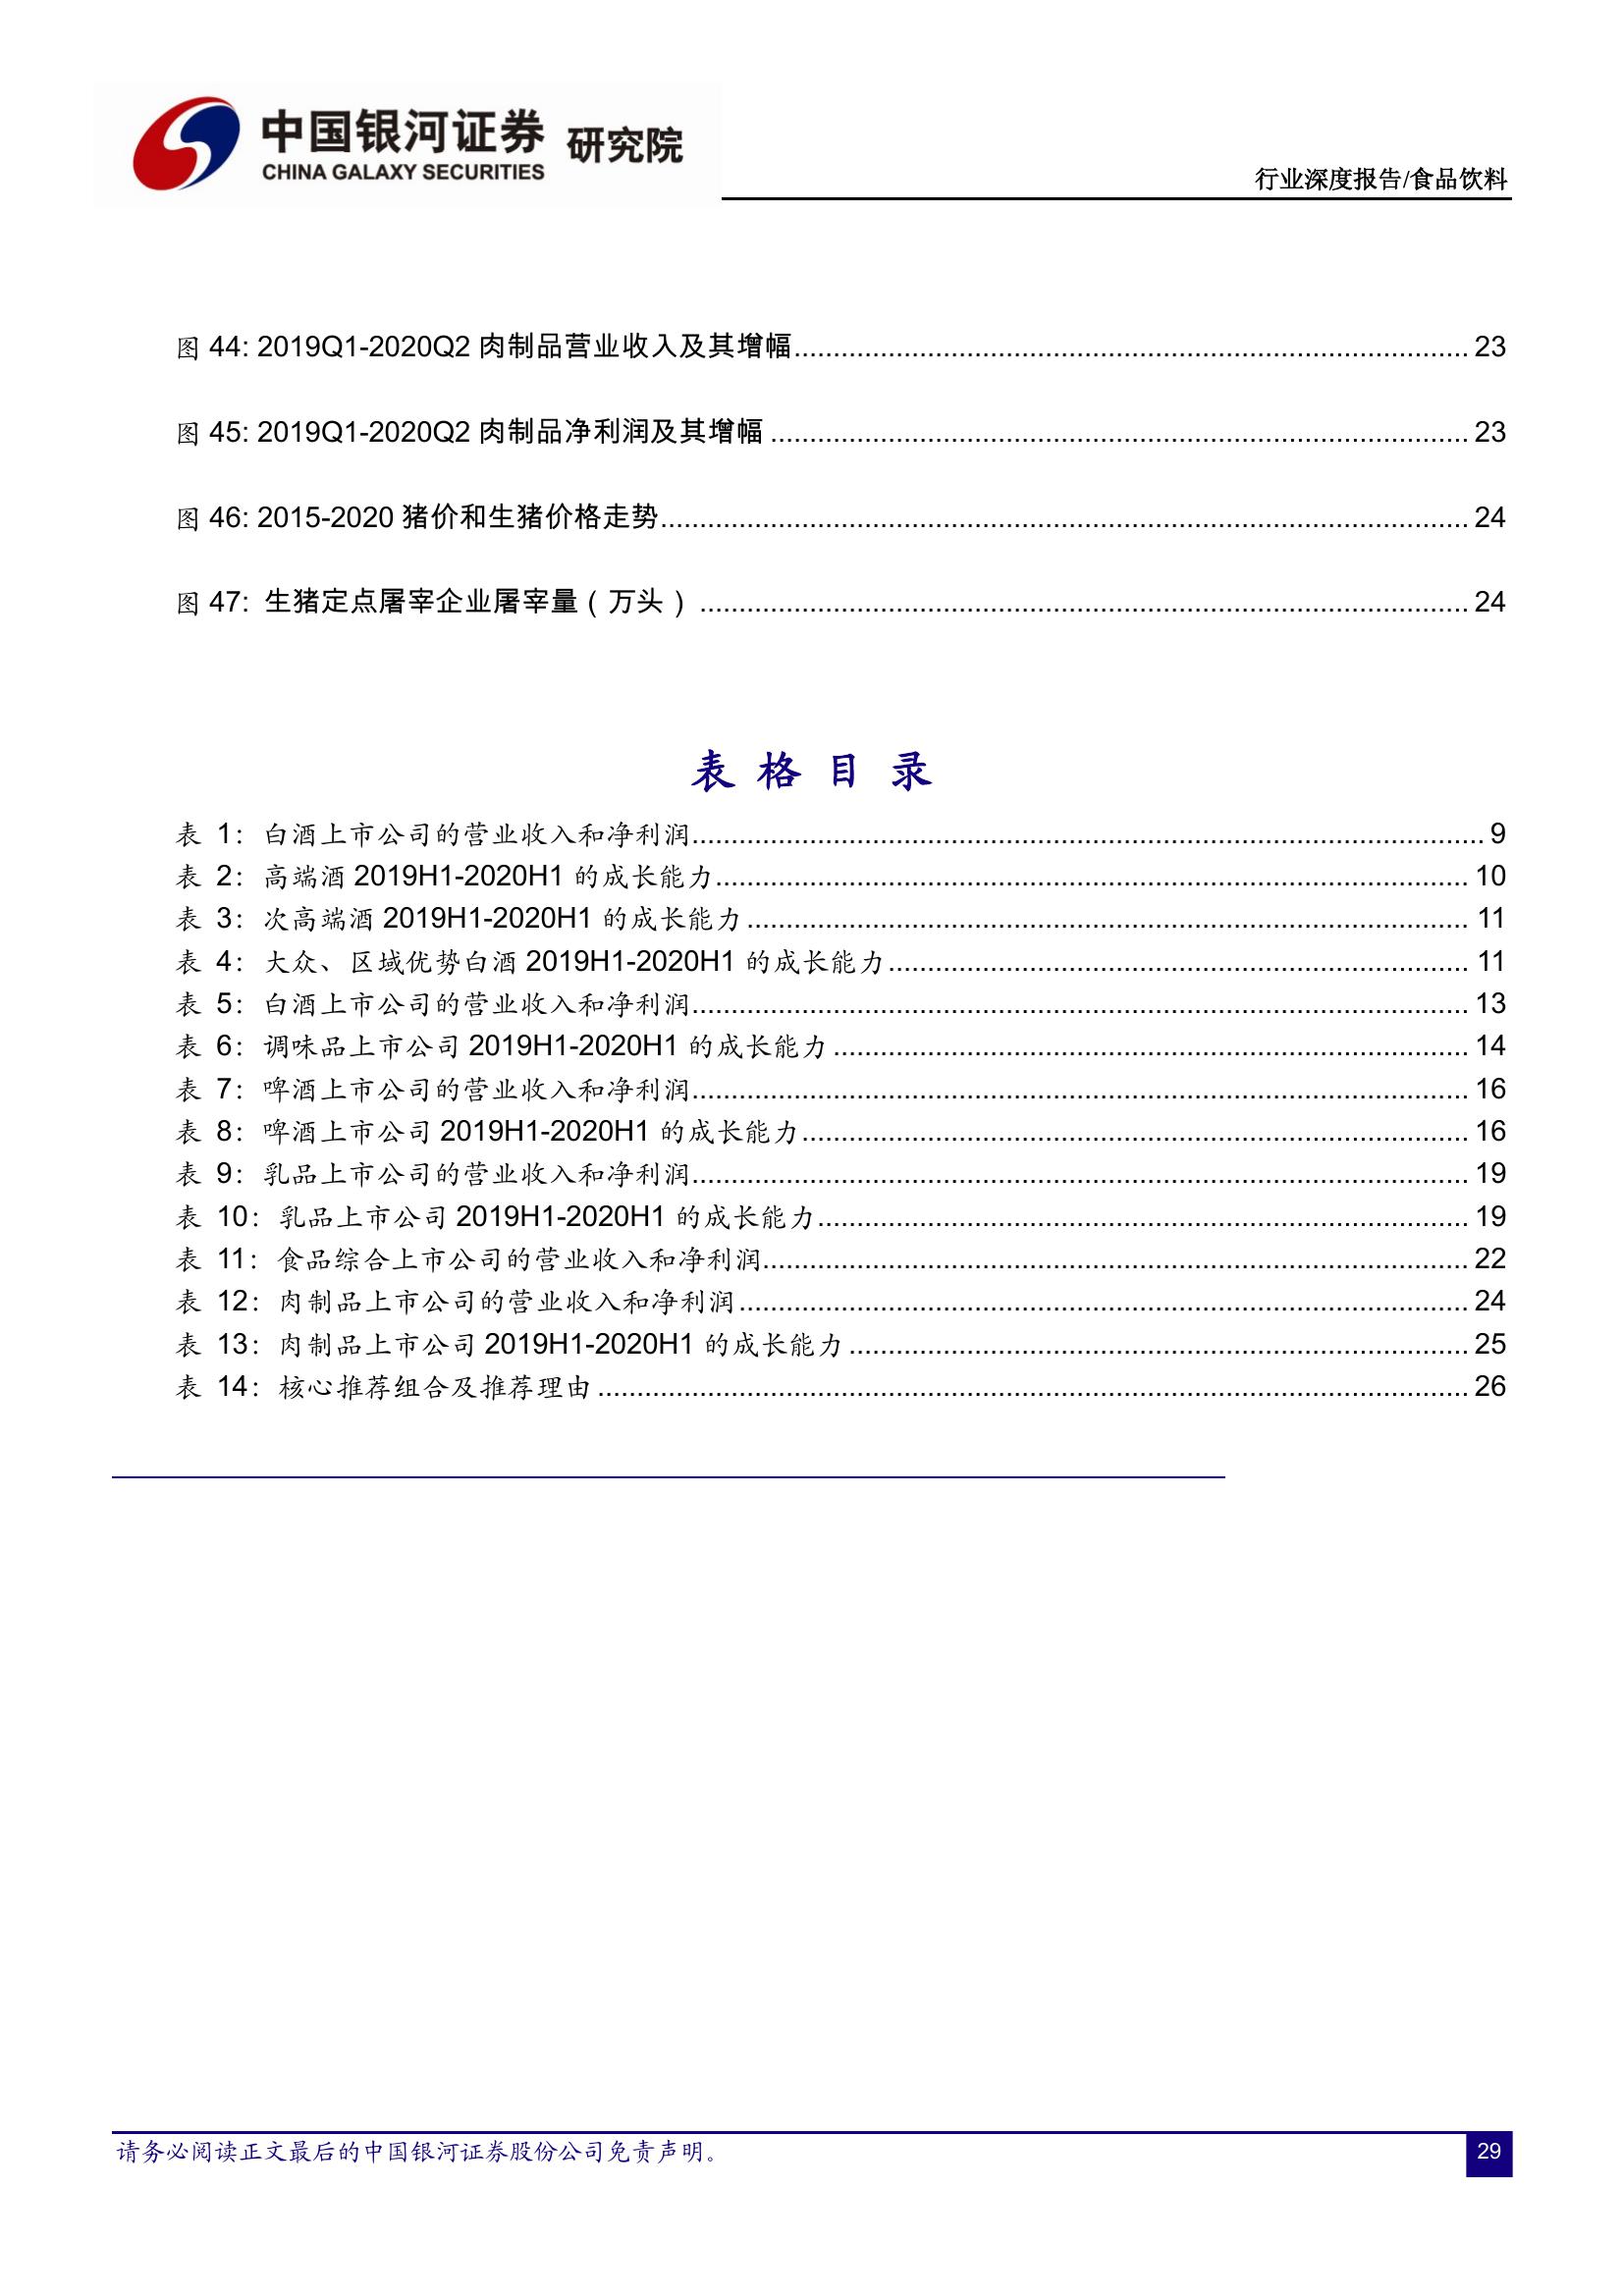 中国银河证券 研究院
CHINA GALAXY SECURITIES
行业深度报告/食品饮料
图 44: 2019Q1-2020Q2 肉制品营业收入及其增幅 23
图 45: 2019Q1-2020Q2 肉制品净利润及其增幅 23
图 46: 2015-2020 猪价和生猪价格走势 24
图 47: 生猪定点屠宰企业屠宰量（万头） 24
表 格 目 录
表 1：白酒上市公司的营业收入和净利润 9
表 2：高端酒 2019H1-2020H1 的成长能力 10
表 3：次高端酒 2019H1-2020H1 的成长能力 11
表 4：大众、区域优势白酒 2019H1-2020H1 的成长能力 11
表 5：白酒上市公司的营业收入和净利润 13
表 6：调味品上市公司 2019H1-2020H1 的成长能力 14
表 7：啤酒上市公司的营业收入和净利润 16
表 8：啤酒上市公司 2019H1-2020H1 的成长能力 16
表 9：乳品上市公司的营业收入和净利润 19
表 10：乳品上市公司 2019H1-2020H1 的成长能力 19
表 11：食品综合上市公司的营业收入和净利润 22
表 12：肉制品上市公司的营业收入和净利润 24
表 13：肉制品上市公司 2019H1-2020H1 的成长能力 25
表 14：核心推荐组合及推荐理由 26
请务必阅读正文最后的中国银河证券股份公司免责声明。
29